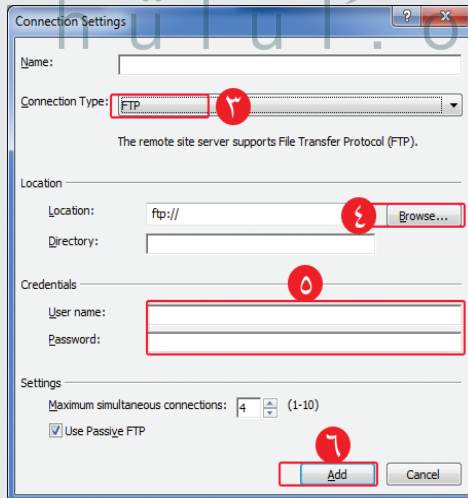 Connection Settings
hulul.o
Name:
Connection Type: FTP ٣
The remote site server supports File Transfer Protocol (FTP).
Location
Location: ftp:// ٤ Browse...
Directory:
Credentials ٥
User name:
Password:
Settings
Maximum simultaneous connections: 4 (1-10)
Use Passive FTP
٦
Add Cancel